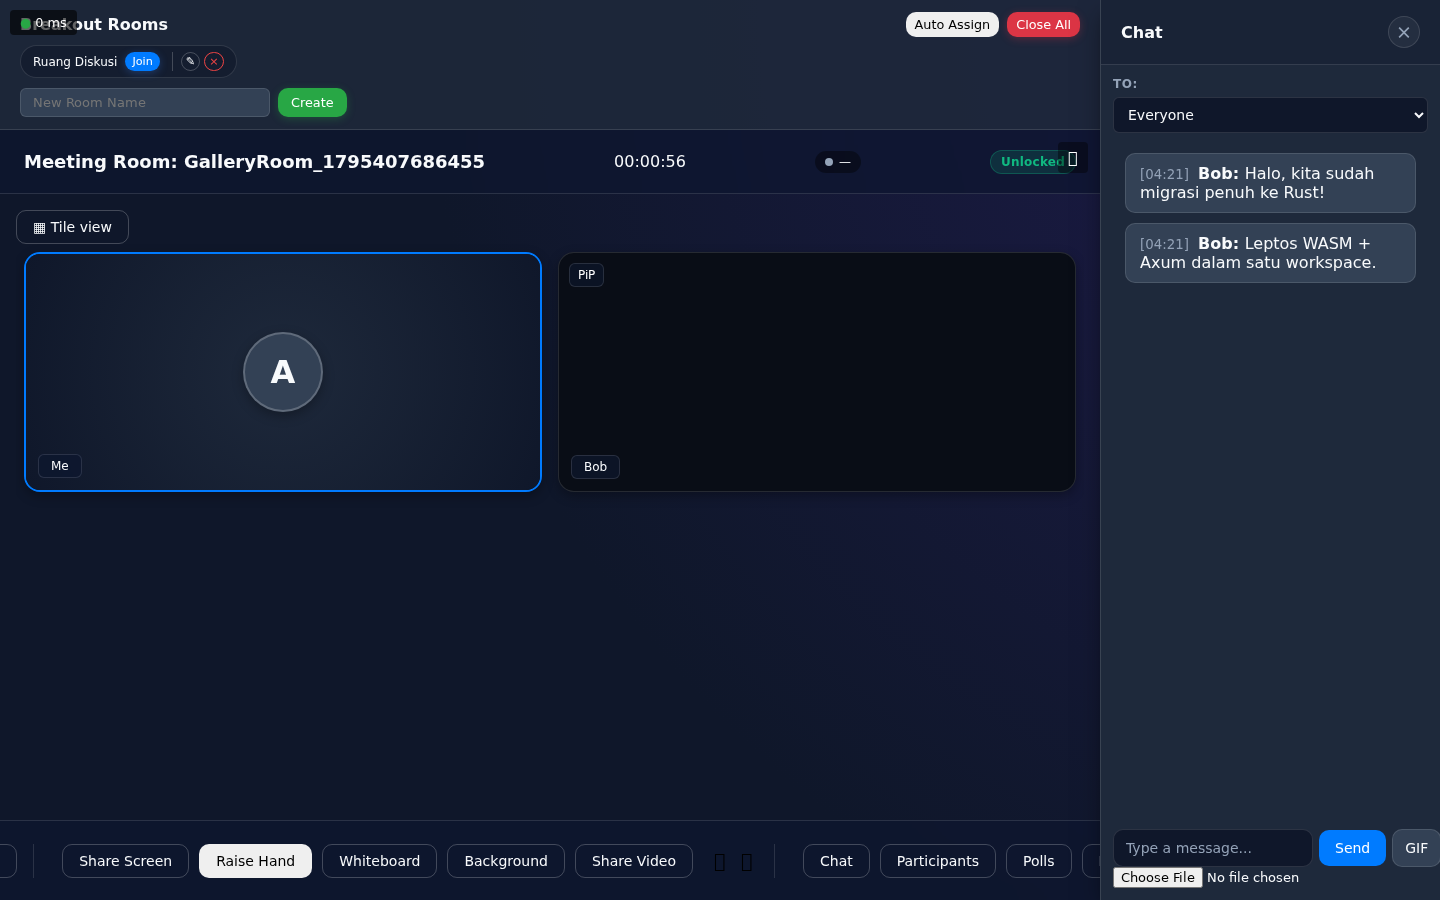 0 ms
Breakout Rooms
Auto Assign
Close All
Ruang Diskusi
Join
New Room Name
Create
Meeting Room: GalleryRoom_1795407686455
00:00:56
—
Unlocked
Tile view
A
Me
PiP
Bob
Share Screen
Raise Hand
Whiteboard
Background
Share Video
Chat
Participants
Polls
Chat
TO:
Everyone
[04:21] Bob: Halo, kita sudah
migrasi penuh ke Rust!
[04:21] Bob: Leptos WASM +
Axum dalam satu workspace.
Type a message...
Send
GIF
Choose File No file chosen